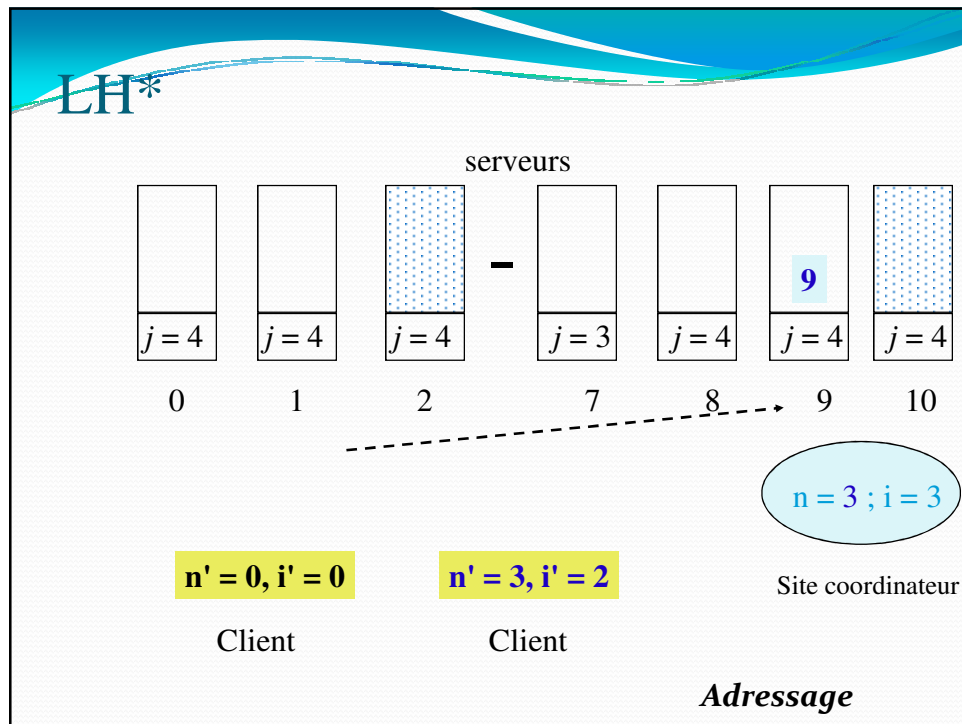 LH*
serveurs
9
j = 4 j = 4 j = 4 - j = 3 j = 4 j = 4 j = 4
0 1 2 7 8 9 10
n = 3 ; i = 3
n' = 0, i' = 0 n' = 3, i' = 2
Site coordinateur
Client Client
Adressage